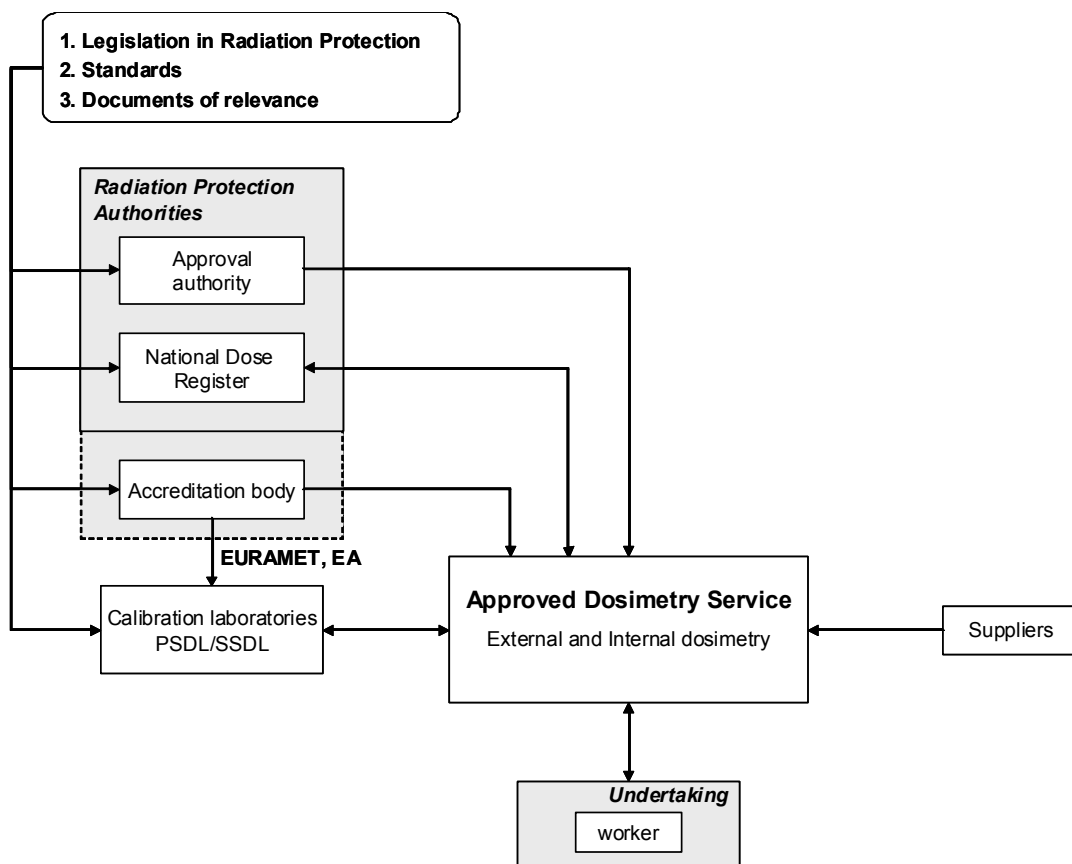 1. Legislation in Radiation Protection
2. Standards
3. Documents of relevance
Radiation Protection
Authorities
Approval
authority
National Dose
Register
Accreditation body
EURAMET, EA
Calibration laboratories
PSDL/SSDL
Approved Dosimetry Service
External and Internal dosimetry
Suppliers
Undertaking
worker